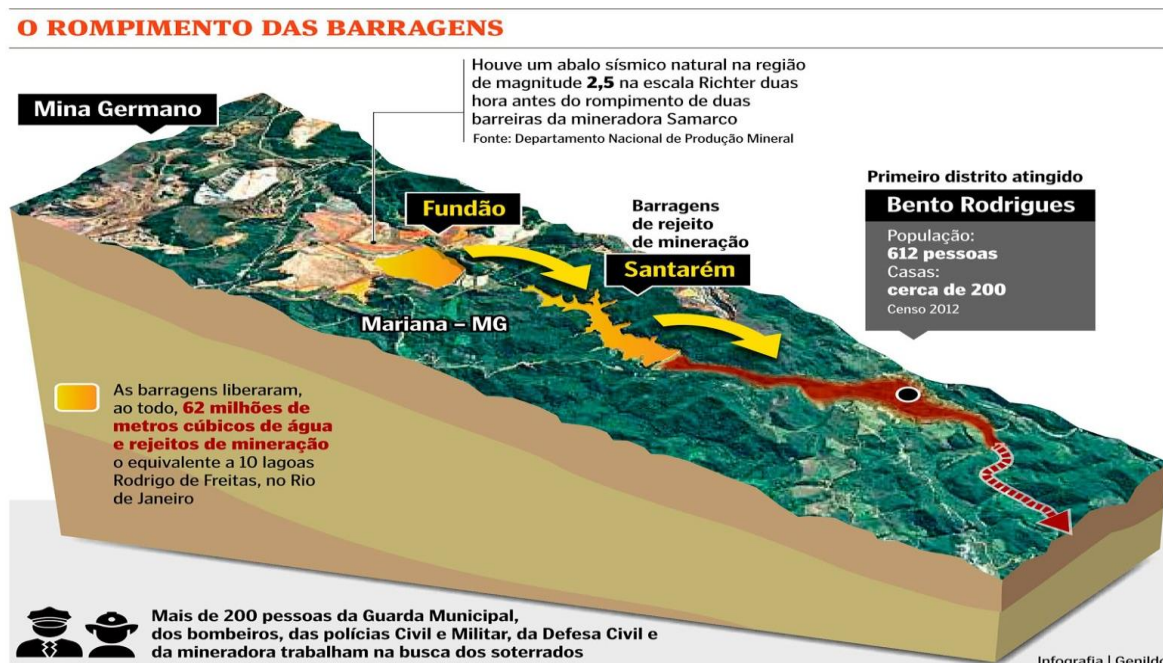 O ROMPIMENTO DAS BARRAGENS
Houve um abalo sísmico natural na região
de magnitude 2,5 na escala Richter duas
hora antes do rompimento de duas
barreiras da mineradora Samarco
Fonte: Departamento Nacional de Produção Mineral
Mina Germano
Fundão
Barragens
de rejeito
de mineração
Santarém
Primeiro distrito atingido
Bento Rodrigues
População:
612 pessoas
Casas:
cerca de 200
Censo 2012
Mariana – MG
As barragens liberaram,
ao todo, 62 milhões de
metros cúbicos de água
e rejeitos de mineração
o equivalente a 10 lagoas
Rodrigo de Freitas, no Rio
de Janeiro
Mais de 200 pessoas da Guarda Municipal,
dos bombeiros, das polícias Civil e Militar, da Defesa Civil e
da mineradora trabalham na busca dos soterrados
Infografia | Genildo